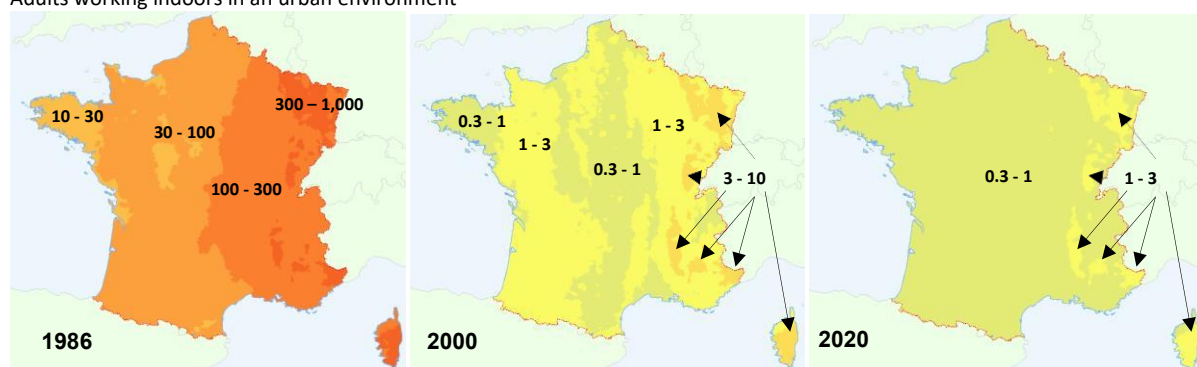 Adults working indoors in an urban environment
10 - 30
30 - 100
100 - 300
300 – 1,000
1986
0.3 - 1
1 - 3
0.3 - 1
1 - 3
3 - 10
2000
0.3 - 1
1 - 3
2020